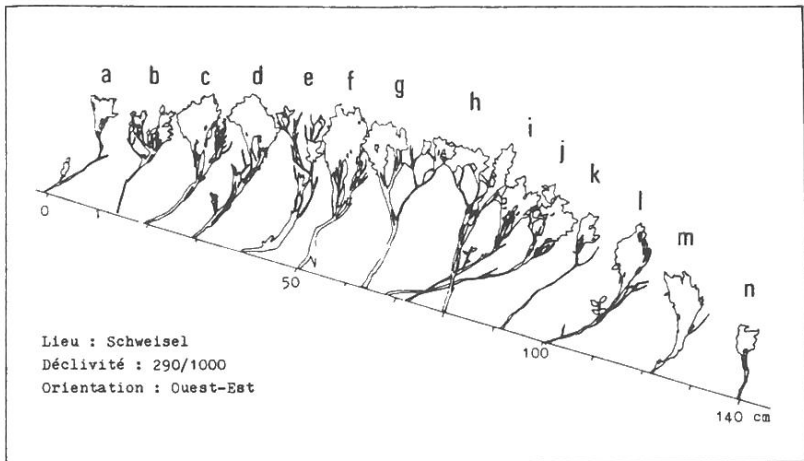 a b c d e f g h i j k l m n
0
50
100
140 cm
Lieu : Schweisel
Déclivité : 290/1000
Orientation : Ouest-Est